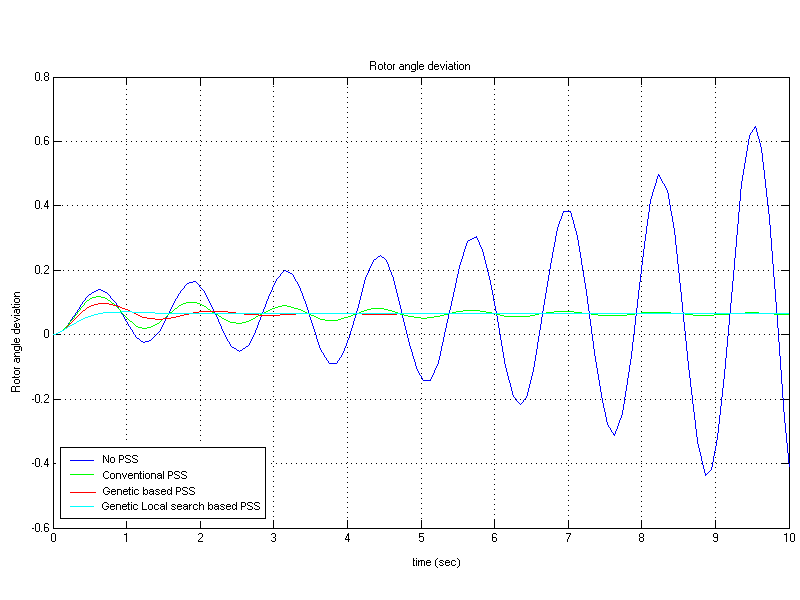 Rotor angle deviation
0.8
0.6
0.4
0.2
0
-0.2
-0.4
-0.6
Rotor angle deviation
No PSS
Conventional PSS
Genetic based PSS
Genetic Local search based PSS
0 1 2 3 4 5 6 7 8 9 10
time (sec)